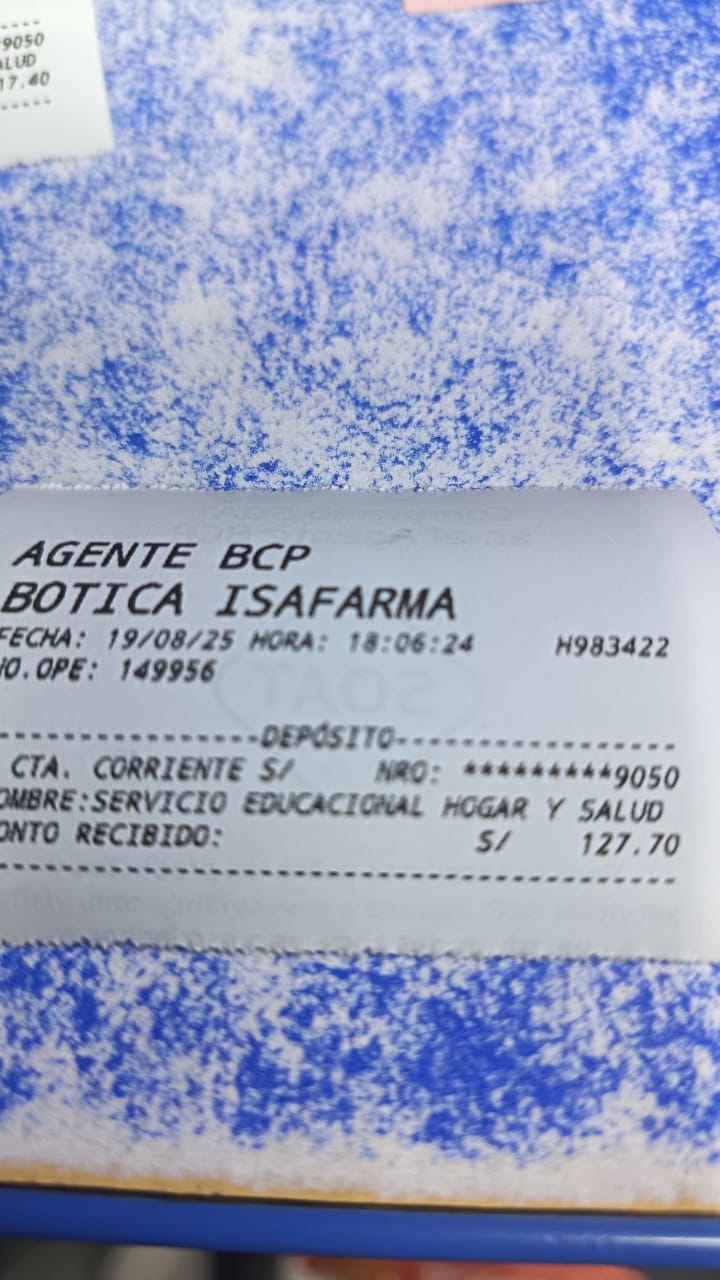 9050
ALUD
17.40
AGENTE BCP
BOTICA ISAFARMA
FECHA: 19/08/25 HORA: 18:06:24 H983422
NO.OPE: 149956
DEPÓSITO
CTA. CORRIENTE S/ NRO: *********9050
OMBRE:SERVICIO EDUCACIONAL HOGAR Y SALUD
ONTO RECIBIDO: S/ 127.70